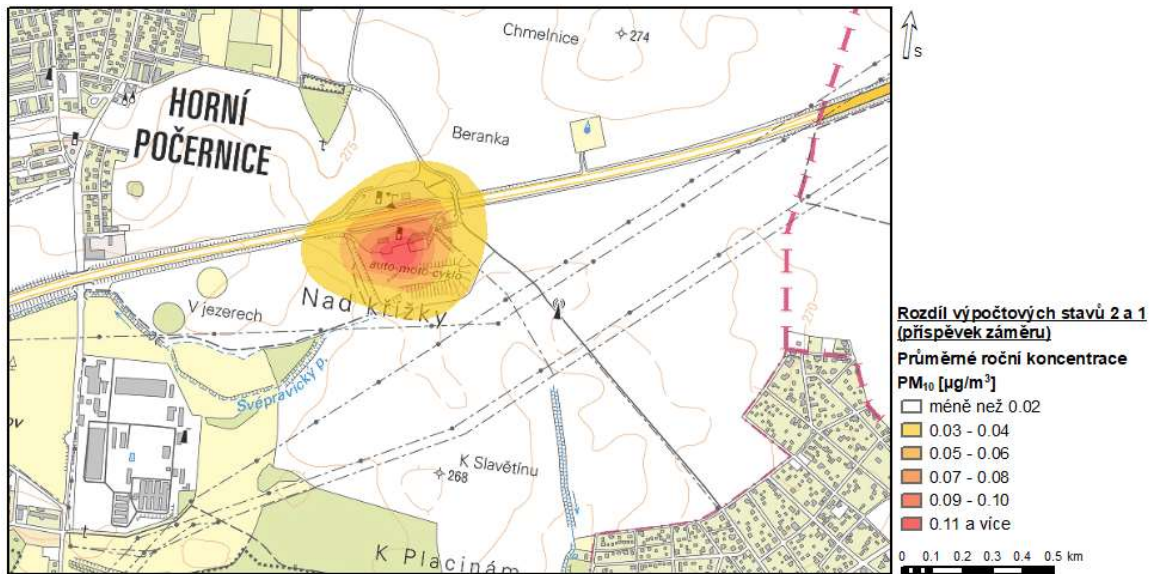 Chmelnice
274
S
HORNÍ
POČERNICE
Beranka
275
auto-moto-cyklo
V jezerech
Nad křížky
270
Svépravický p.
K Slavětínu
268
K Placinám
Rozdíl výpočtových stavů 2 a 1
(příspěvek záměru)
Průměrné roční koncentrace
PM₁₀ [µg/m³]
méně než 0.02
0.03 - 0.04
0.05 - 0.06
0.07 - 0.08
0.09 - 0.10
0.11 a více
0 0.1 0.2 0.3 0.4 0.5 km